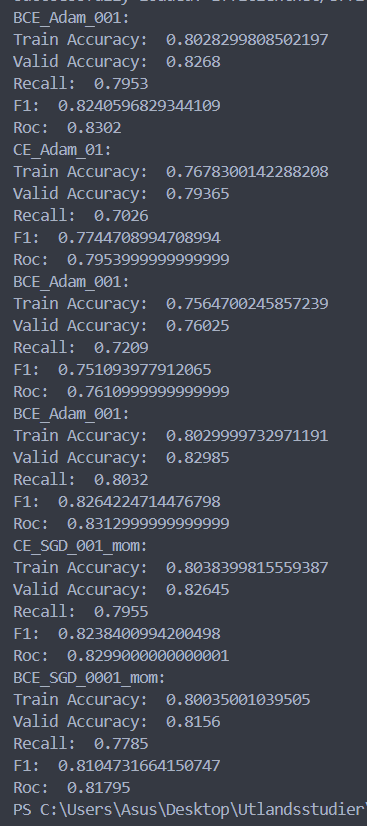 BCE_Adam_001:
Train Accuracy:  0.8028299808502197
Valid Accuracy:  0.8268
Recall:  0.7953
F1:  0.8240596829344109
Roc:  0.8302
CE_Adam_01:
Train Accuracy:  0.7678300142288208
Valid Accuracy:  0.79365
Recall:  0.7026
F1:  0.7744708994708994
Roc:  0.7953999999999999
BCE_Adam_001:
Train Accuracy:  0.7564700245857239
Valid Accuracy:  0.76025
Recall:  0.7209
F1:  0.751093977912065
Roc:  0.7610999999999999
BCE_Adam_001:
Train Accuracy:  0.8029999732971191
Valid Accuracy:  0.82985
Recall:  0.8032
F1:  0.8264224714476798
Roc:  0.8312999999999999
CE_SGD_001_mom:
Train Accuracy:  0.8038399815559387
Valid Accuracy:  0.82645
Recall:  0.7955
F1:  0.8238400994200498
Roc:  0.8299000000000001
BCE_SGD_0001_mom:
Train Accuracy:  0.80035001039505
Valid Accuracy:  0.8156
Recall:  0.7785
F1:  0.8104731664150747
Roc:  0.81795
PS C:\Users\Asus\Desktop\Utlandsstudier\